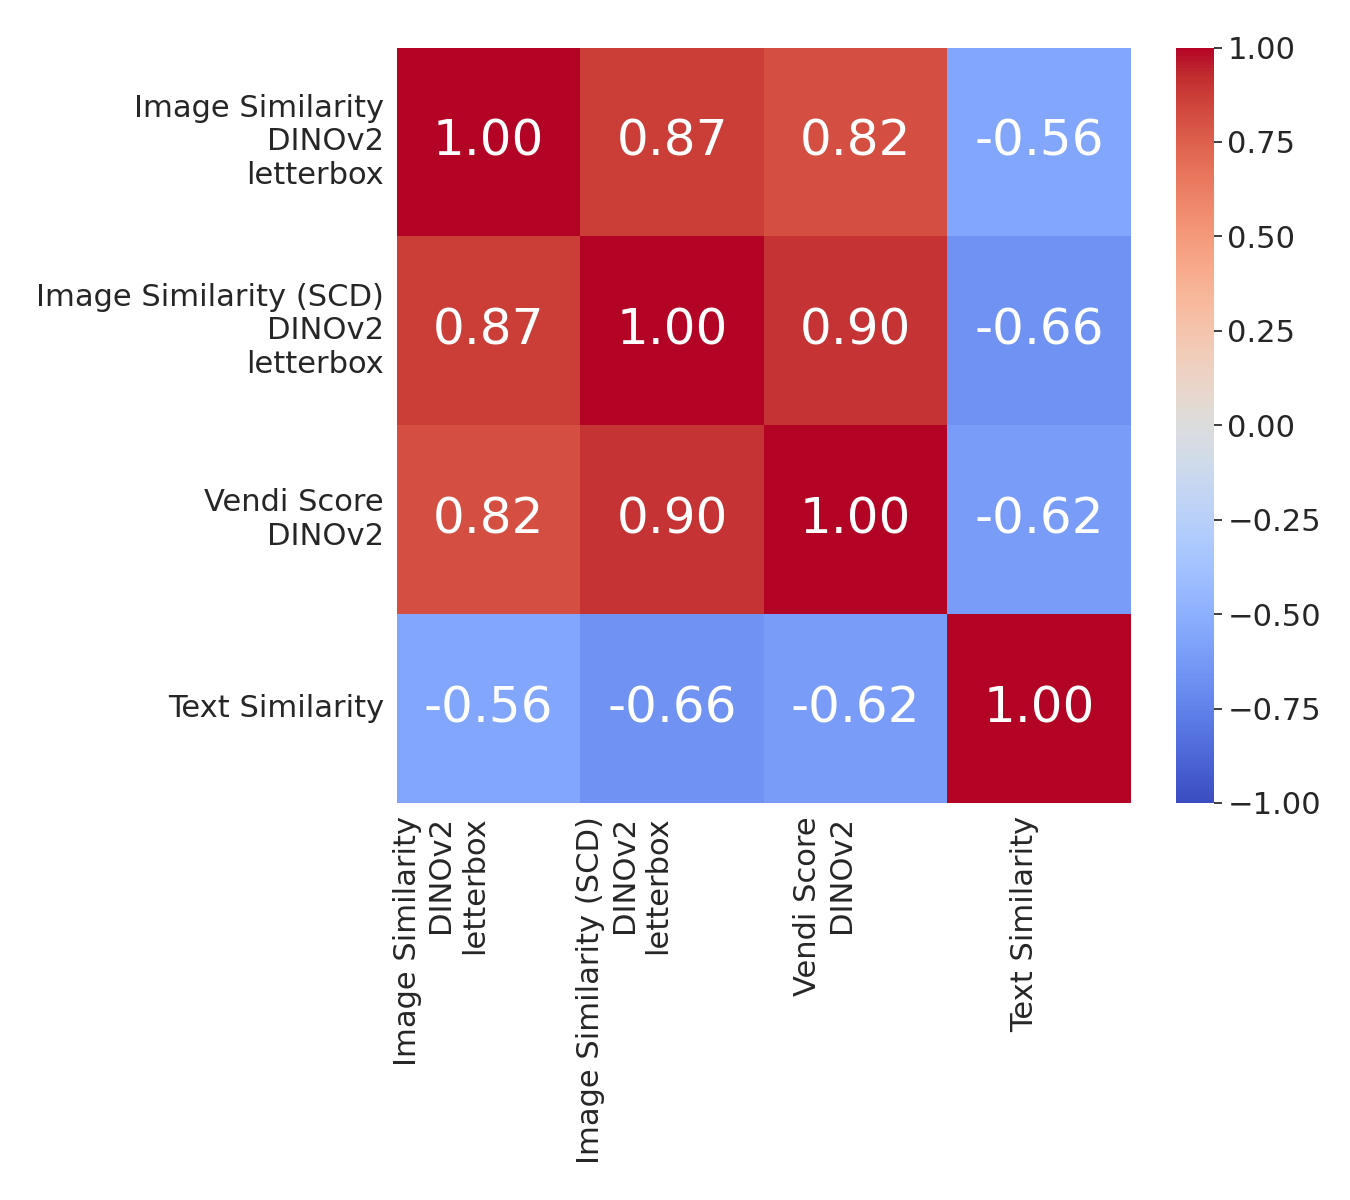 Image Similarity
DINOv2
letterbox
1.00 0.87 0.82 -0.56
Image Similarity (SCD)
DINOv2
letterbox
0.87 1.00 0.90 -0.66
Vendi Score
DINOv2
0.82 0.90 1.00 -0.62
Text Similarity
-0.56 -0.66 -0.62 1.00
Image Similarity
DINOv2
letterbox
Image Similarity (SCD)
DINOv2
letterbox
Vendi Score
DINOv2
Text Similarity
1.00
0.75
0.50
0.25
0.00
−0.25
−0.50
−0.75
−1.00